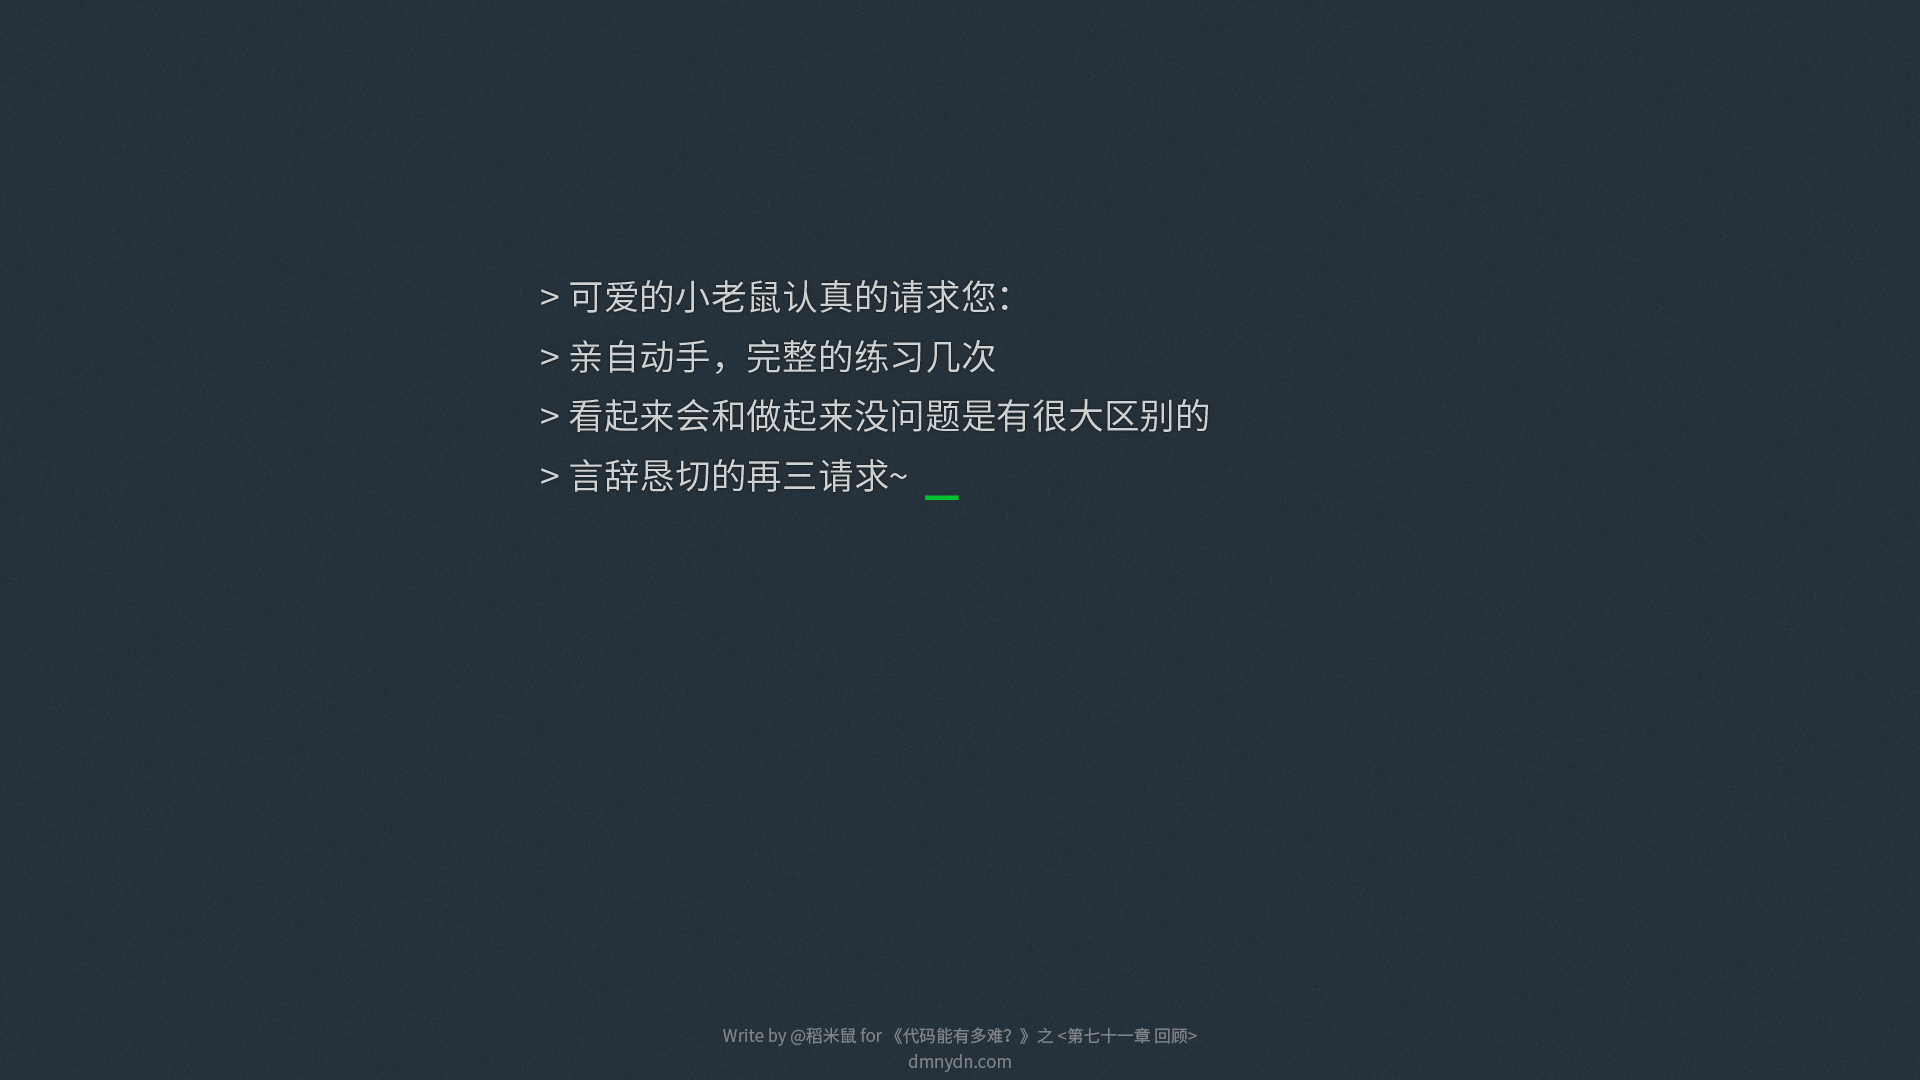 > 可爱的小老鼠认真的请求您：
> 亲自动手，完整的练习几次
> 看起来会和做起来没问题是有很大区别的
> 言辞恳切的再三请求~ _
Write by @稻米鼠 for 《代码能有多难？》之 <第七十一章 回顾>
dmnydn.com